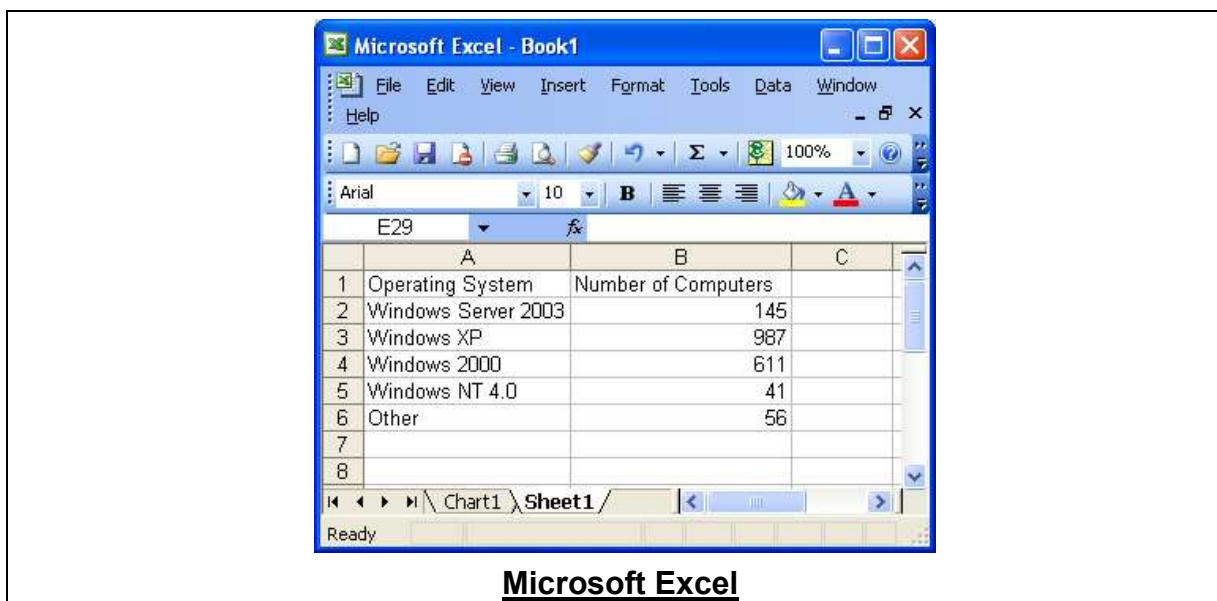 Microsoft Excel - Book1
File Edit View Insert Format Tools Data Window
Help
100%
Arial 10 B A
E29 fx
A B C
1 Operating System Number of Computers
2 Windows Server 2003 145
3 Windows XP 987
4 Windows 2000 611
5 Windows NT 4.0 41
6 Other 56
7
8
Chart1 Sheet1
Ready
Microsoft Excel